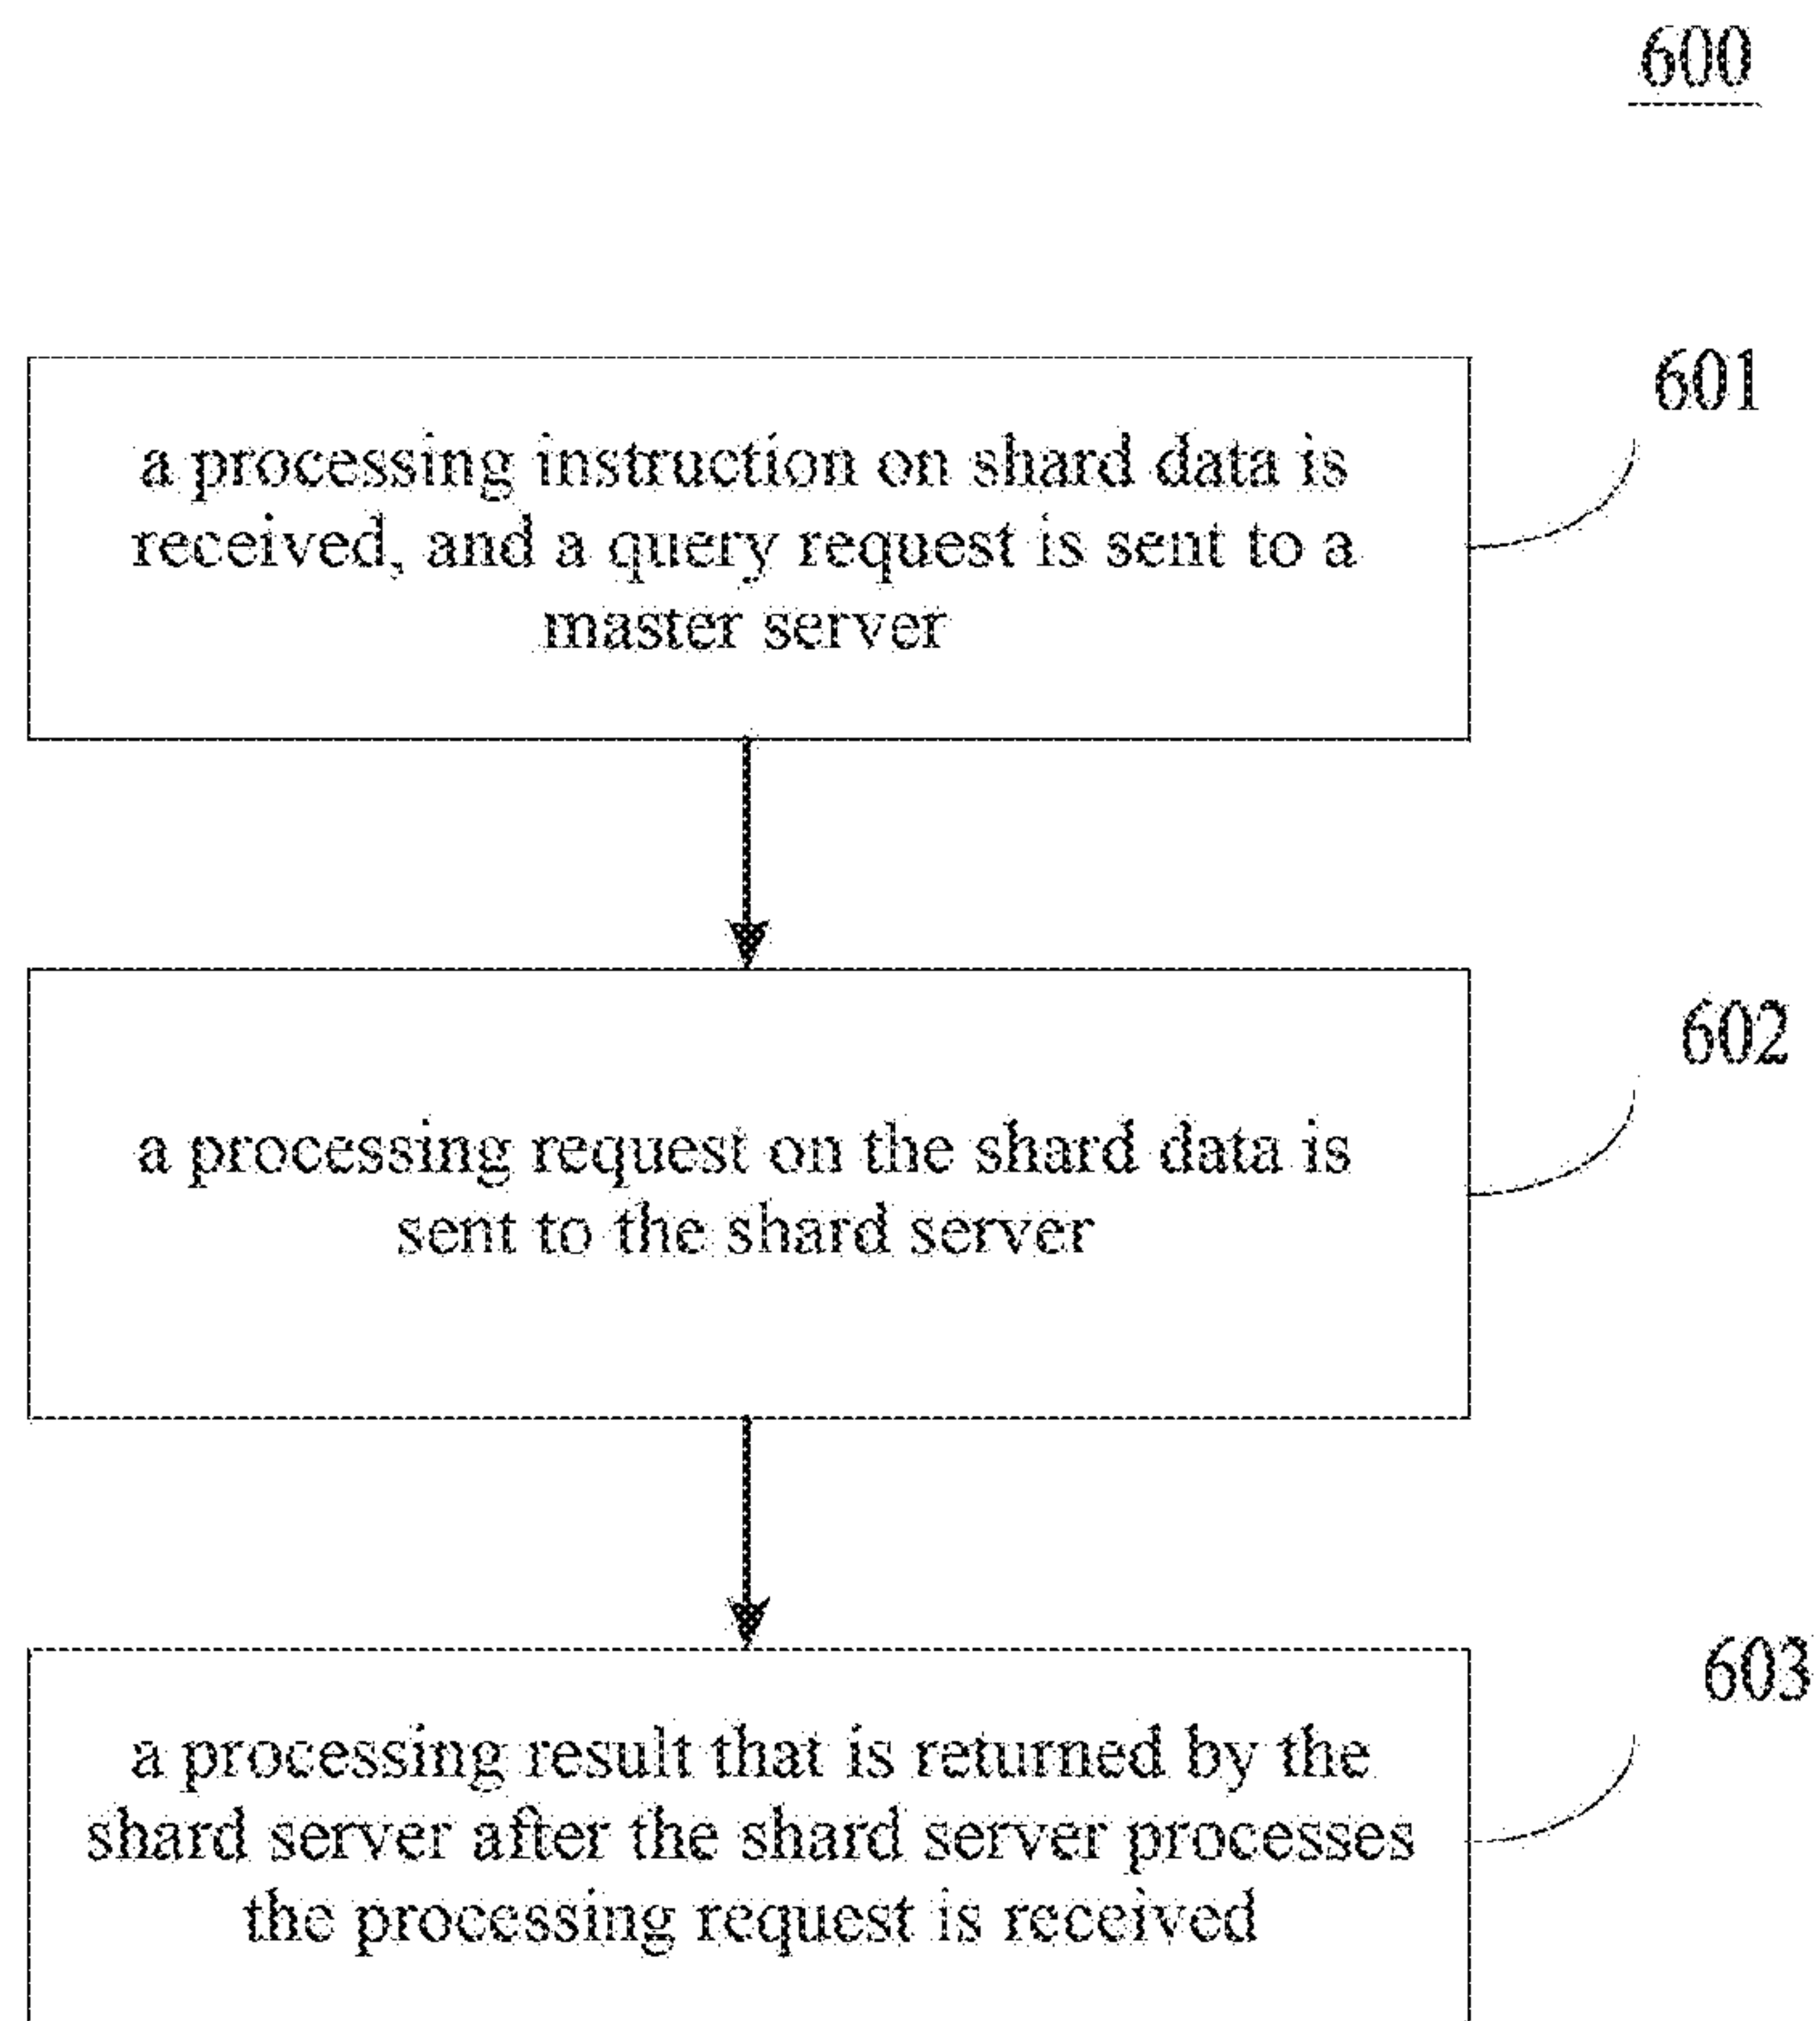 600
601
a processing instruction on shard data is
received, and a query request is sent to a
master server
602
a processing request on the shard data is
sent to the shard server
603
a processing result that is returned by the
shard server after the shard server processes
the processing request is received